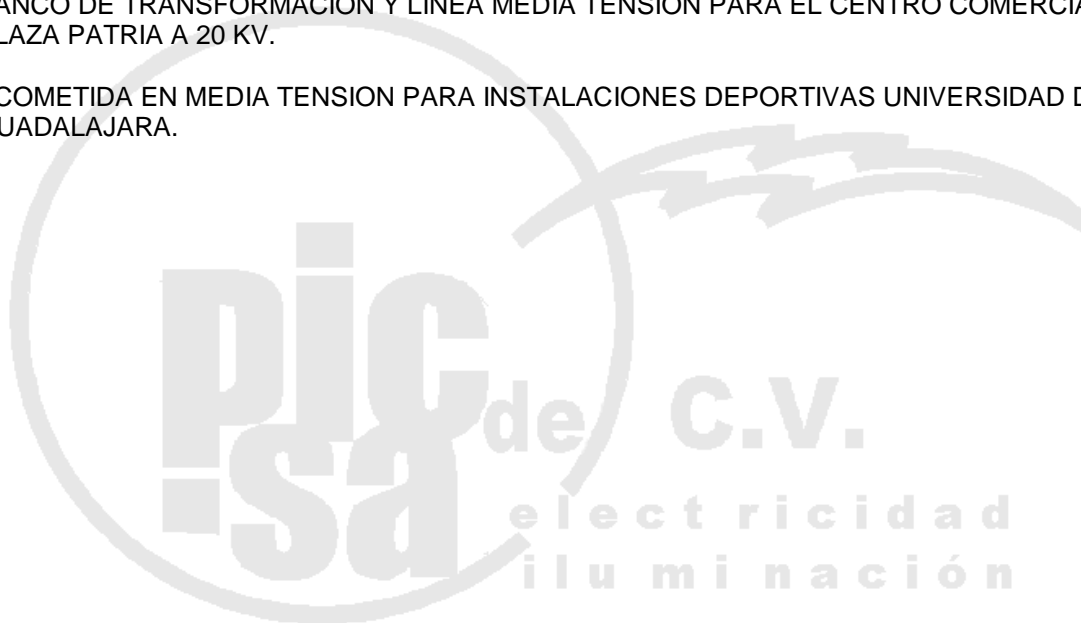 ANCO DE TRANSFORMACION Y LINEA MEDIA TENSION PARA EL CENTRO COMERCIA
LAZA PATRIA A 20 KV.
COMETIDA EN MEDIA TENSION PARA INSTALACIONES DEPORTIVAS UNIVERSIDAD D
UADALAJARA.
pic
sa de C.V.
electricidad
iluminación